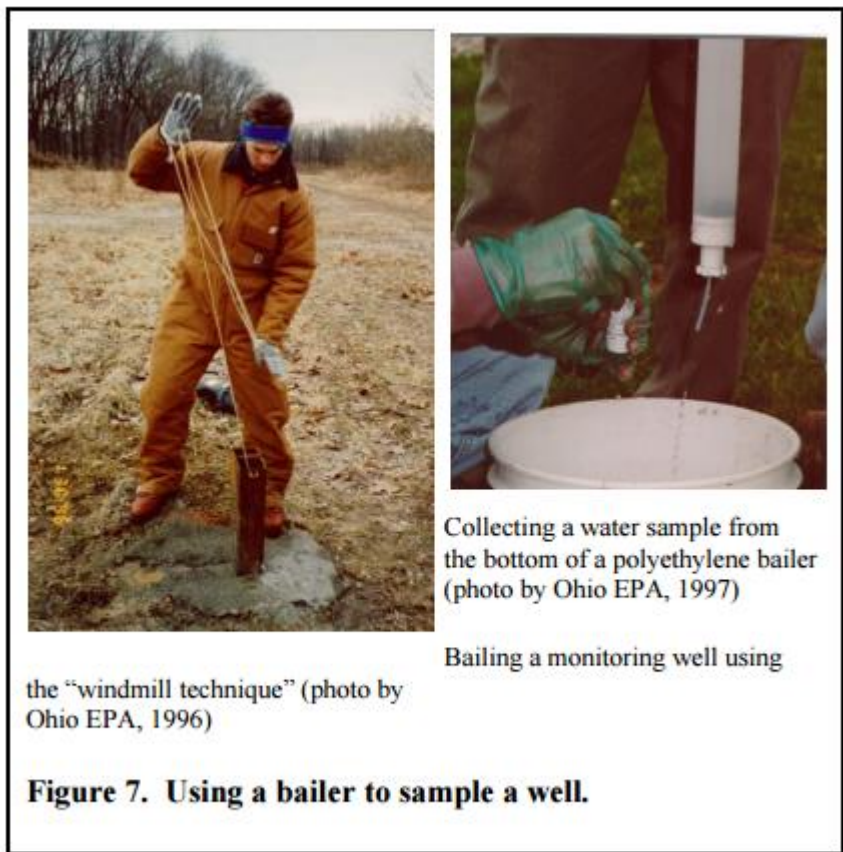 Collecting a water sample from
the bottom of a polyethylene bailer
(photo by Ohio EPA, 1997)
Bailing a monitoring well using
the “windmill technique” (photo by
Ohio EPA, 1996)
Figure 7.  Using a bailer to sample a well.